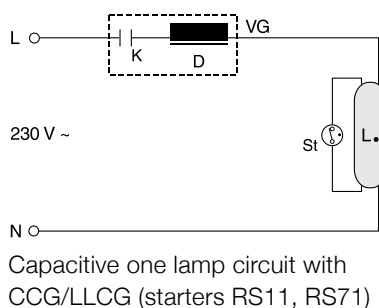 L
VG
K
D
230 V ~
St
L.
N
Capacitive one lamp circuit with
CCG/LLCG (starters RS11, RS71)